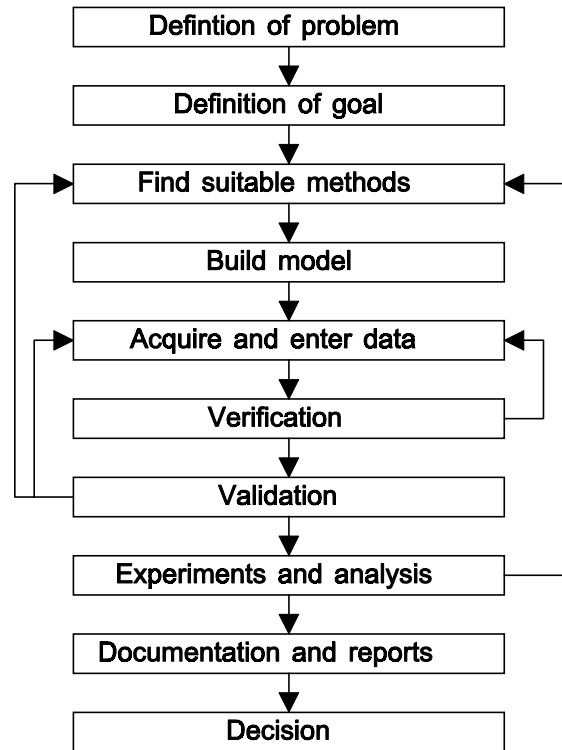 Defintion of problem
Definition of goal
Find suitable methods
Build model
Acquire and enter data
Verification
Validation
Experiments and analysis
Documentation and reports
Decision